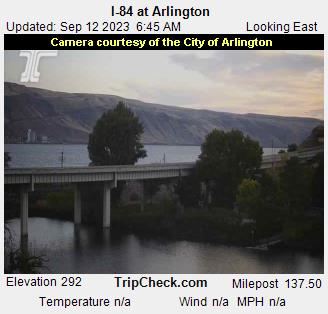 I-84 at Arlington
Updated: Sep 12 2023 6:45 AM Looking East
Camera courtesy of the City of Arlington
Elevation 292 TripCheck.com Milepost 137.50
Temperature n/a Wind n/a MPH n/a